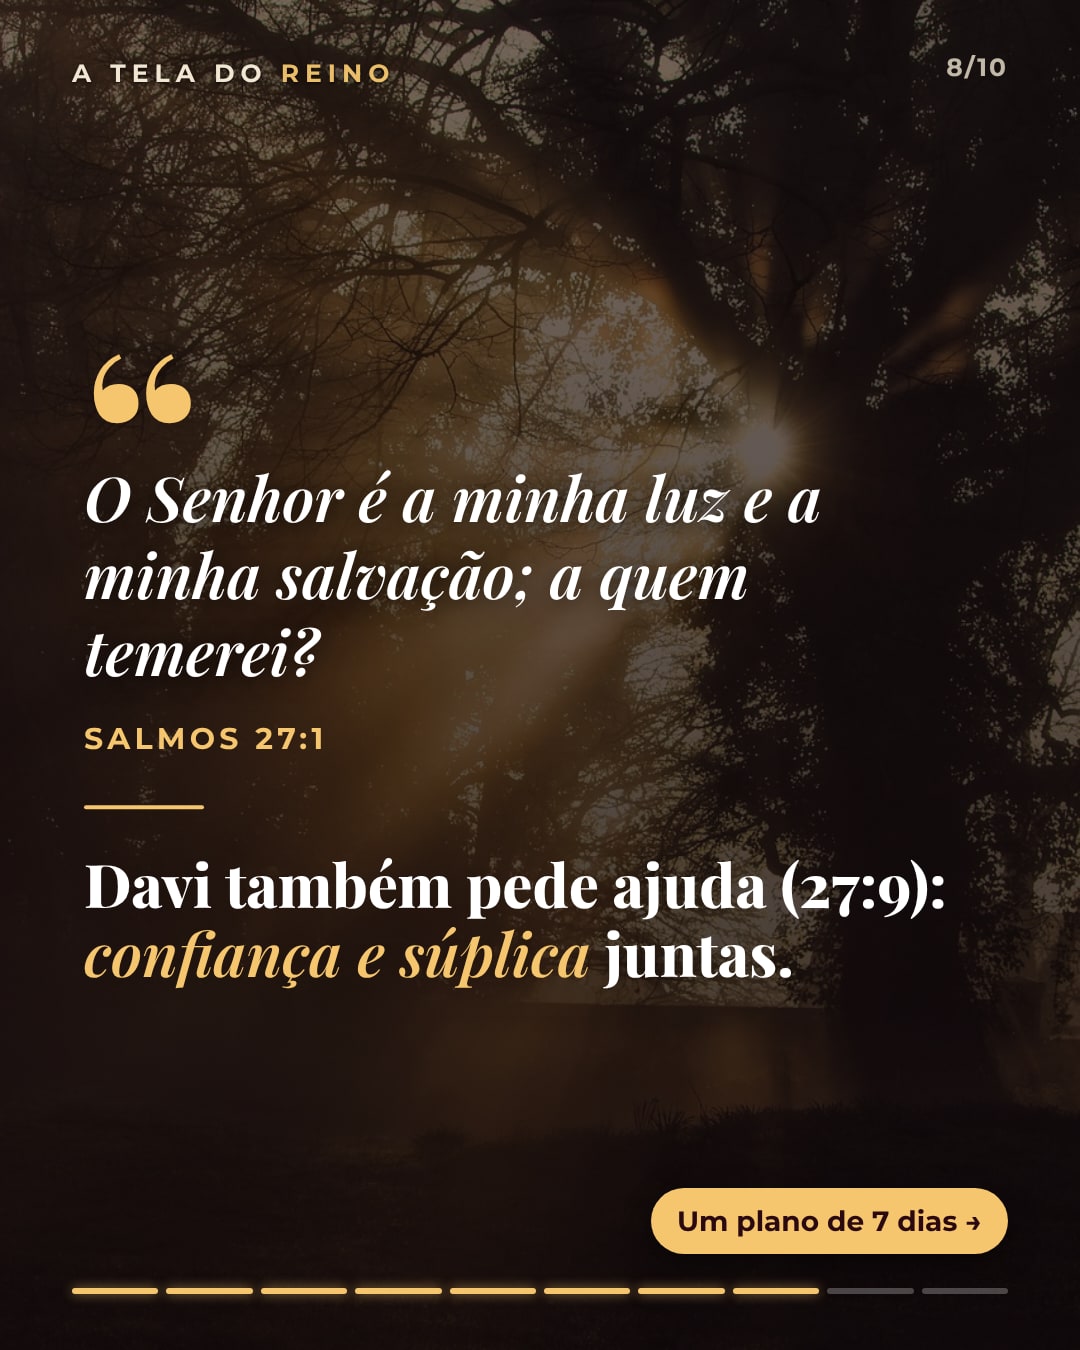 A TELA DO REINO
8/10
“
O Senhor é a minha luz e a
minha salvação; a quem
temerei?
SALMOS 27:1
Davi também pede ajuda (27:9):
confiança e súplica juntas.
Um plano de 7 dias →